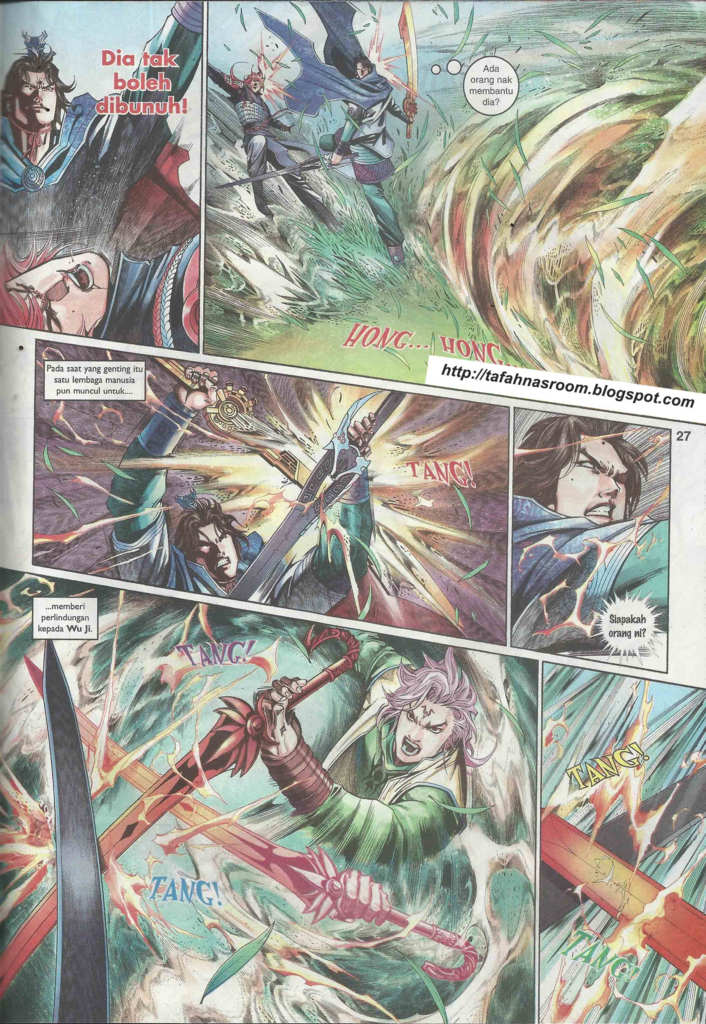 Dia tak
boleh
dibunuh!
Ada
orang nak
membantu
dia?
HONG... HONG...
http://tafahnasroom.blogspot.com
Pada saat yang genting itu
satu lembaga manusia
pun muncul untuk....
TANG!
27
Siapakah
orang ni?
...memberi
perlindungan
kepada Wu Ji.
TANG!
TANG!
TANG!
TANG!